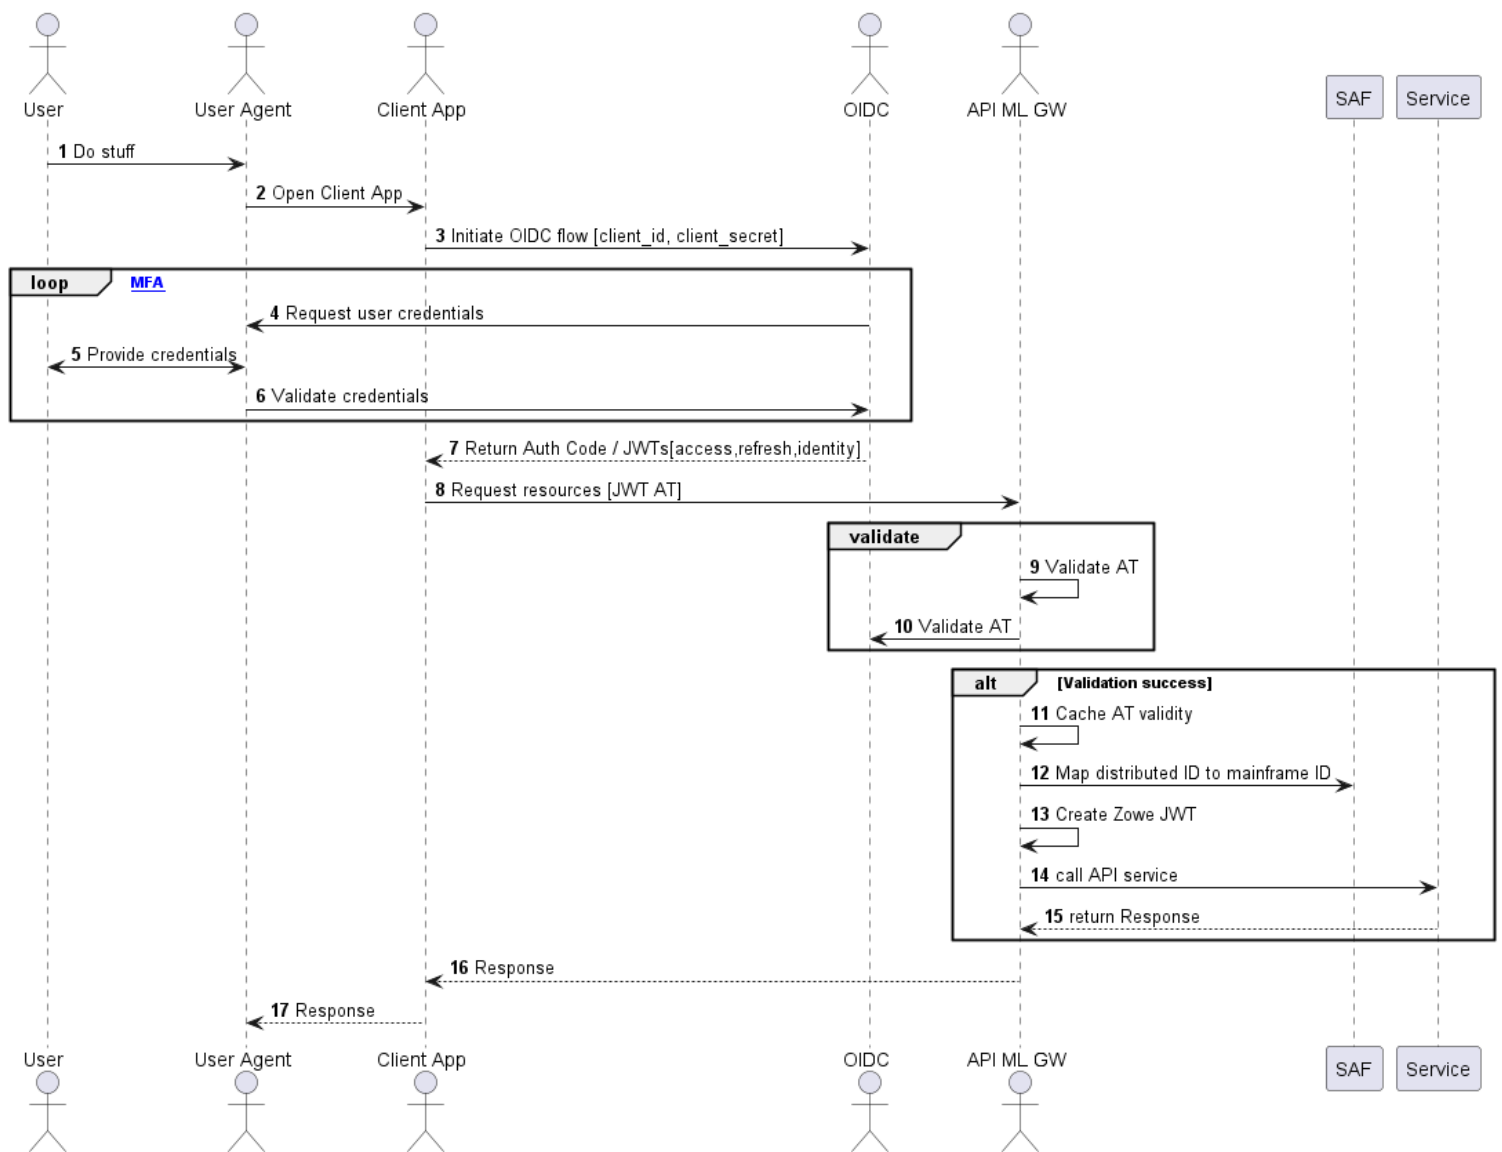 User User Agent Client App OIDC API ML GW SAF Service
1 Do stuff
2 Open Client App
3 Initiate OIDC flow [client_id, client_secret]
loop MFA
4 Request user credentials
5 Provide credentials
6 Validate credentials
7 Return Auth Code / JWTs[access,refresh,identity]
8 Request resources [JWT AT]
validate
9 Validate AT
10 Validate AT
alt [Validation success]
11 Cache AT validity
12 Map distributed ID to mainframe ID
13 Create Zowe JWT
14 call API service
15 return Response
16 Response
17 Response
User User Agent Client App OIDC API ML GW SAF Service